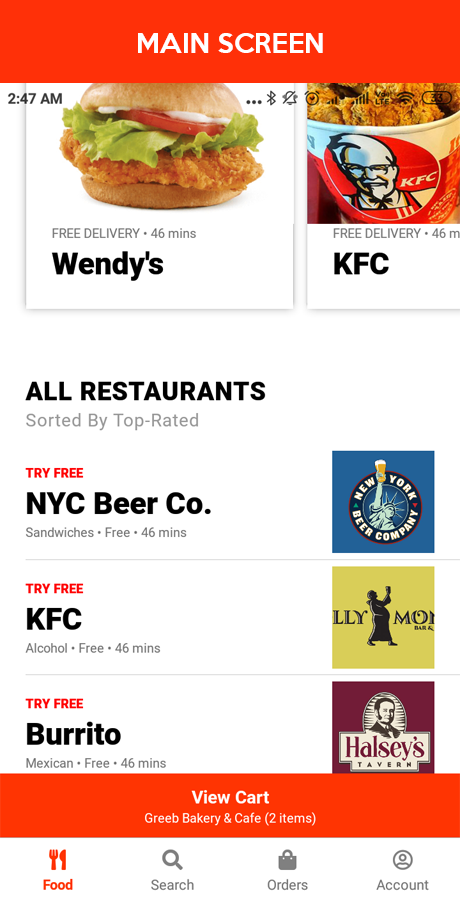 MAIN SCREEN
2:47 AM
KFC
FREE DELIVERY • 46 mins
Wendy's
FREE DELIVERY • 46 m
KFC
ALL RESTAURANTS
Sorted By Top-Rated
TRY FREE
NYC Beer Co.
Sandwiches • Free • 46 mins
NEW YORK
BEER COMPANY
TRY FREE
KFC
Alcohol • Free • 46 mins
LLY MON
BAR &
TRY FREE
Burrito
Mexican • Free • 46 mins
Halsey's
TAVERN
View Cart
Greeb Bakery & Cafe (2 items)
Food
Search
Orders
Account